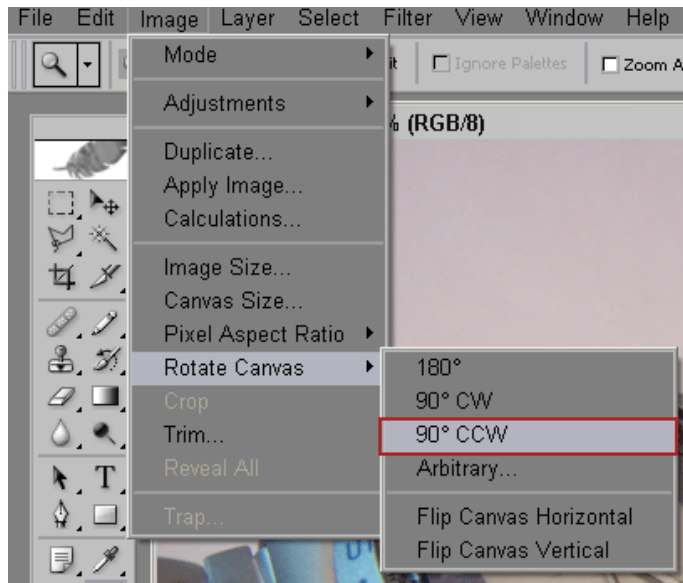 File Edit Image Layer Select Filter View Window Help
Mode
Ignore Palettes
Zoom A
Adjustments
% (RGB/8)
Duplicate...
Apply Image...
Calculations...
Image Size...
Canvas Size...
Pixel Aspect Ratio
Rotate Canvas
180°
Crop
90° CW
Trim...
90° CCW
Reveal All
Arbitrary...
Trap...
Flip Canvas Horizontal
Flip Canvas Vertical